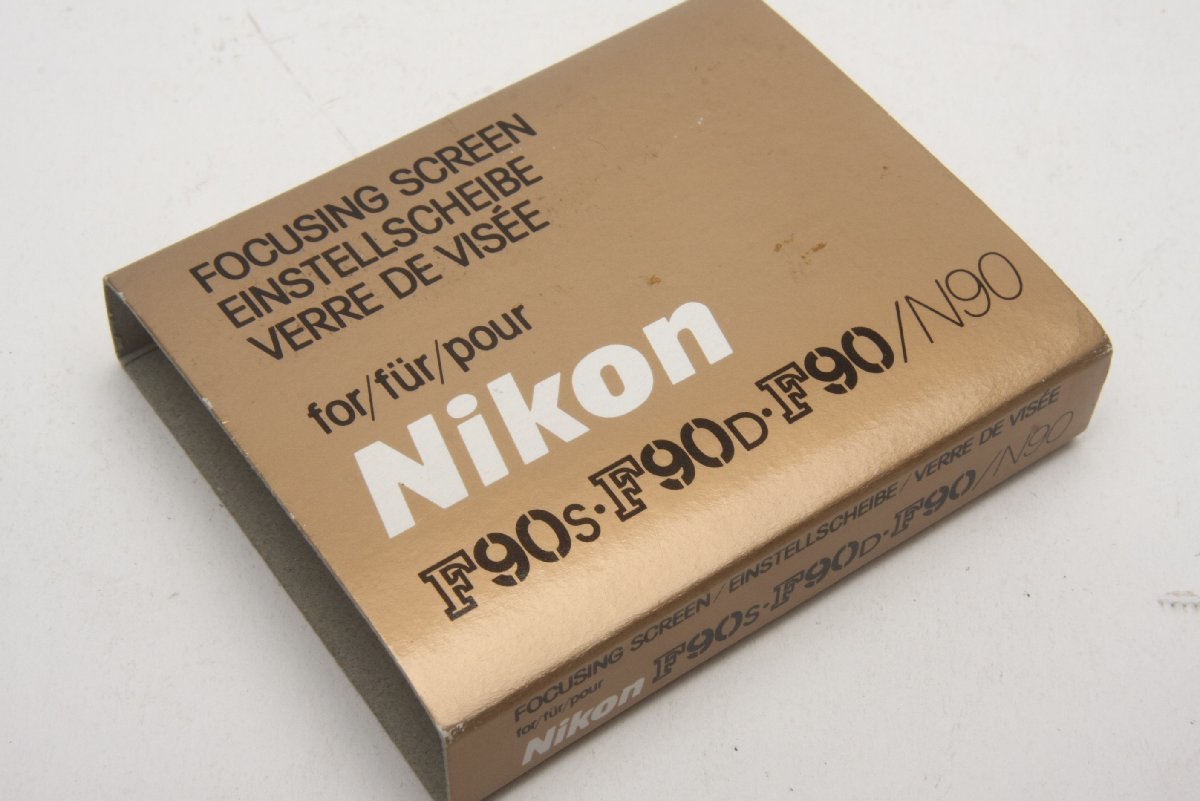 FOCUSING SCREEN
EINSTELLSCHEIBE
VERRE DE VISÉE
for/für/pour
Nikon
F90S·F90D·F90/N90
FOCUSING SCREEN/EINSTELLSCHEIBE/VERRE DE VISÉE
for/für/pour
Nikon F90S·F90D·F90/N90